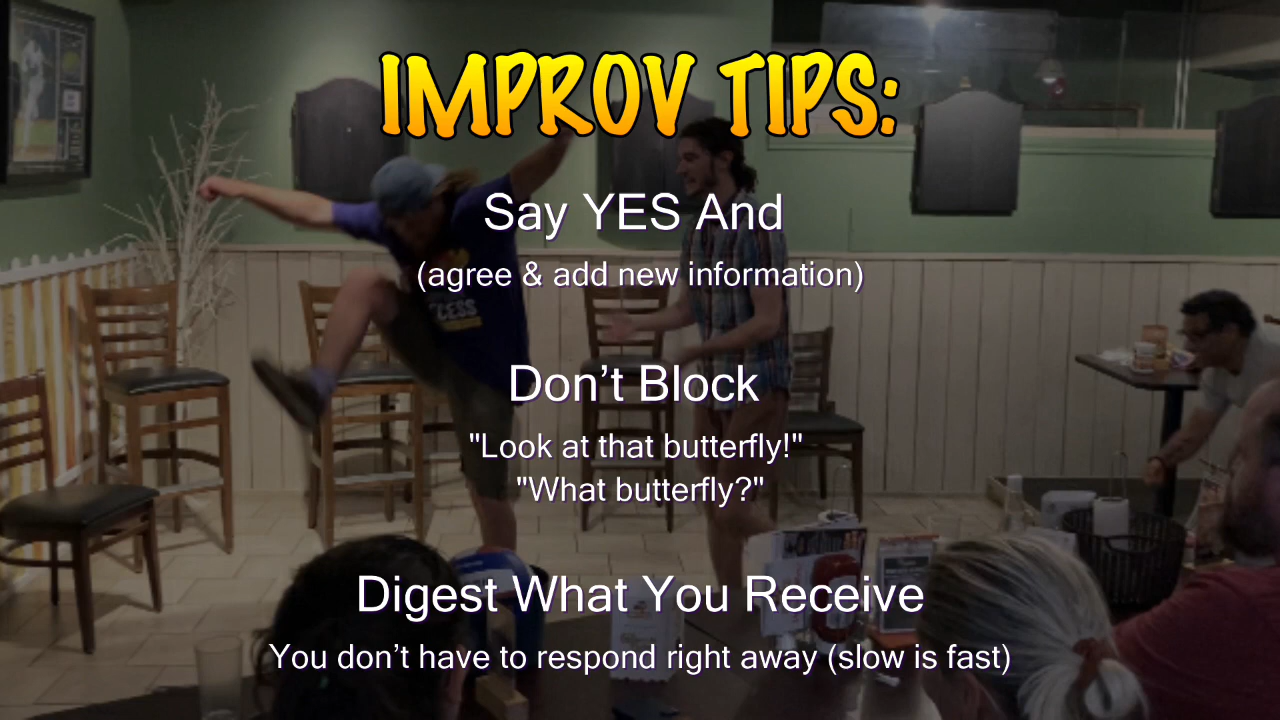 IMPROV TIPS:
Say YES And
(agree & add new information)
Don’t Block
"Look at that butterfly!"
"What butterfly?"
Digest What You Receive
You don’t have to respond right away (slow is fast)